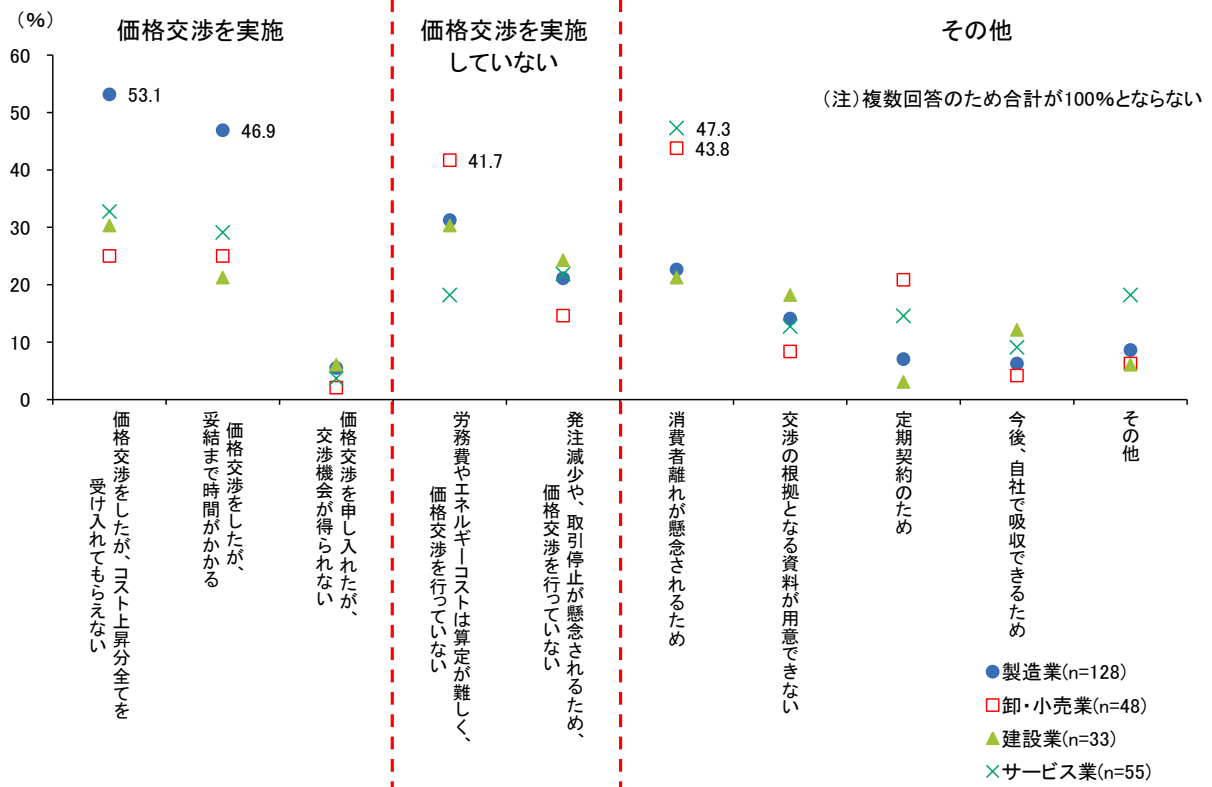 （％）
価格交渉を実施
価格交渉を実施
していない
その他
（注）複数回答のため合計が100％とならない
60
50
40
30
20
10
0
53.1
46.9
41.7
47.3
43.8
価格交渉をしたが、コスト上昇分全てを
受け入れてもらえない
価格交渉をしたが、
妥結まで時間がかかる
価格交渉を申し入れたが、
交渉機会が得られない
労務費やエネルギーコストは算定が難しく、
価格交渉を行っていない
発注減少や、取引停止が懸念されるため、
価格交渉を行っていない
消費者離れが懸念されるため
交渉の根拠となる資料が用意できない
定期契約のため
今後、自社で吸収できるため
その他
製造業(n=128)
卸・小売業(n=48)
建設業(n=33)
サービス業(n=55)